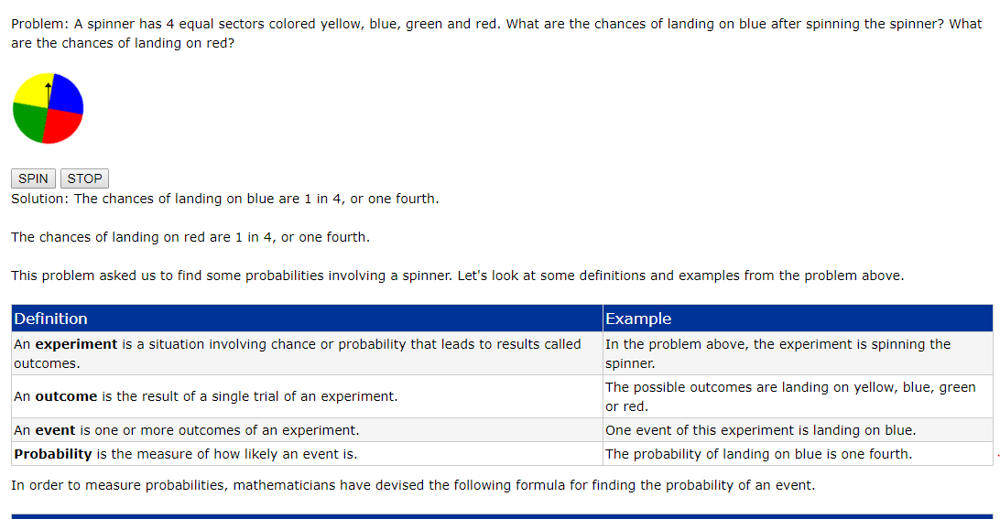 Problem: A spinner has 4 equal sectors colored yellow, blue, green and red. What are the chances of landing on blue after spinning the spinner? What
are the chances of landing on red?
SPIN STOP
Solution: The chances of landing on blue are 1 in 4, or one fourth.
The chances of landing on red are 1 in 4, or one fourth.
This problem asked us to find some probabilities involving a spinner. Let's look at some definitions and examples from the problem above.
Definition Example
An experiment is a situation involving chance or probability that leads to results called
outcomes.
In the problem above, the experiment is spinning the
spinner.
An outcome is the result of a single trial of an experiment.
The possible outcomes are landing on yellow, blue, green
or red.
An event is one or more outcomes of an experiment.
One event of this experiment is landing on blue.
Probability is the measure of how likely an event is.
The probability of landing on blue is one fourth.
In order to measure probabilities, mathematicians have devised the following formula for finding the probability of an event.